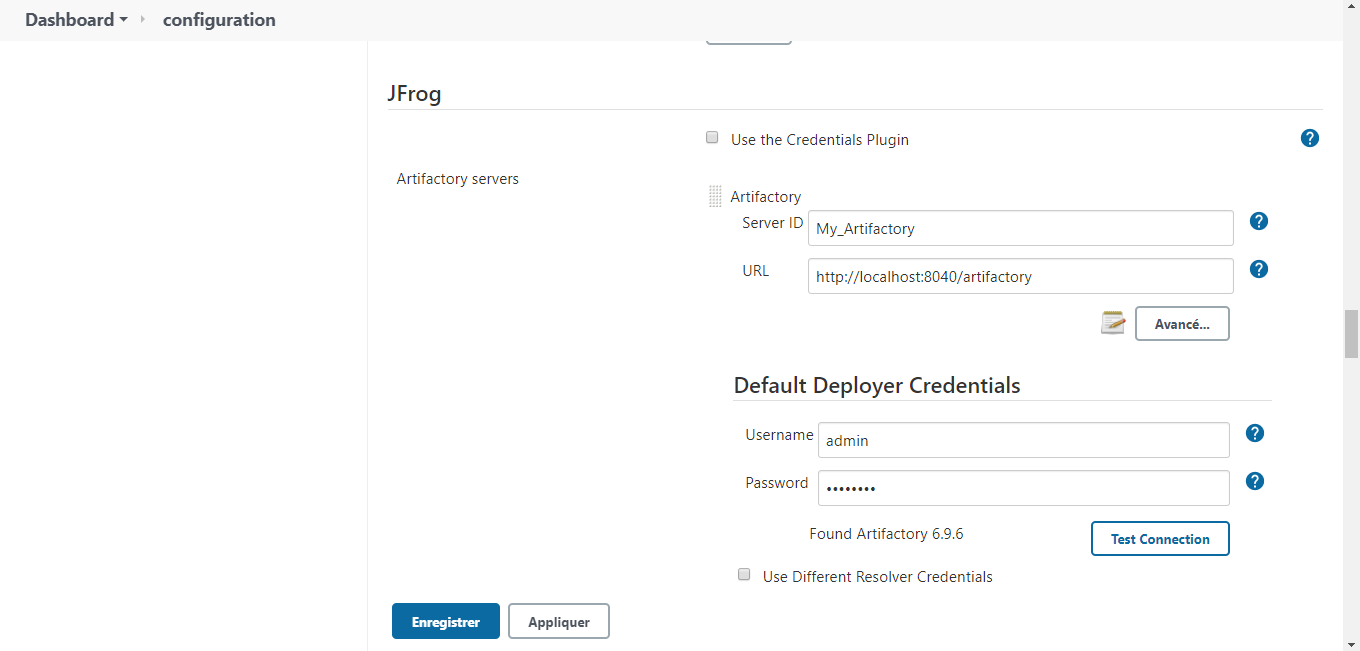 Dashboard configuration
JFrog
Use the Credentials Plugin ?
Artifactory servers
Artifactory
Server ID My_Artifactory ?
URL http://localhost:8040/artifactory ?
Avancé...
Default Deployer Credentials
Username admin ?
Password •••••••• ?
Found Artifactory 6.9.6 Test Connection
Use Different Resolver Credentials
Enregistrer Appliquer